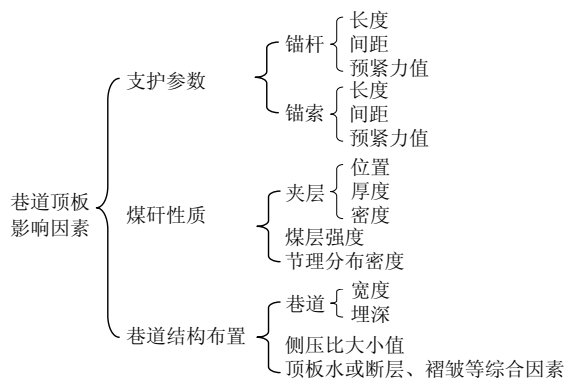 巷道顶板
影响因素
支护参数
锚杆
长度
间距
预紧力值
锚索
长度
间距
预紧力值
煤矸性质
夹层
位置
厚度
密度
煤层强度
节理分布密度
巷道结构布置
巷道
宽度
埋深
侧压比大小值
顶板水或断层、褶皱等综合因素